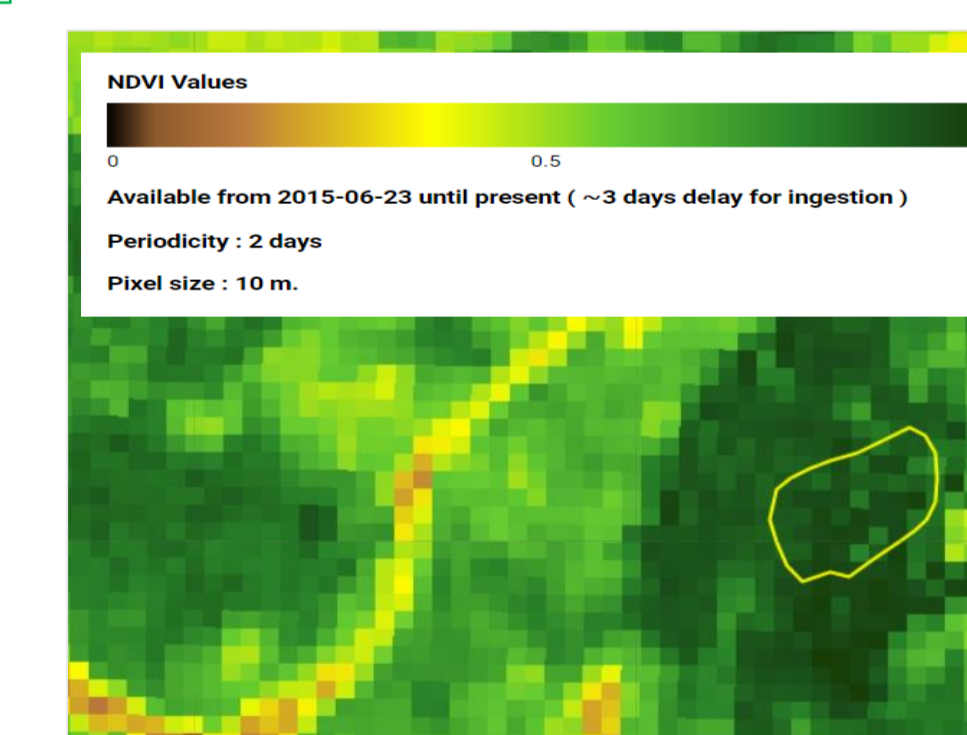 NDVI Values
0 0.5
Available from 2015-06-23 until present ( ~3 days delay for ingestion )
Periodicity : 2 days
Pixel size : 10 m.